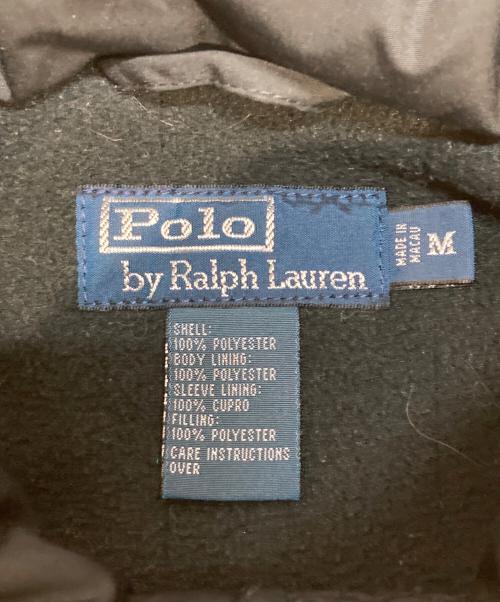 Polo
by Ralph Lauren
MADE IN
MACAU
M
SHELL:
100% POLYESTER
BODY LINING:
100% POLYESTER
SLEEVE LINING:
100% CUPRO
FILLING:
100% POLYESTER
CARE INSTRUCTIONS
OVER